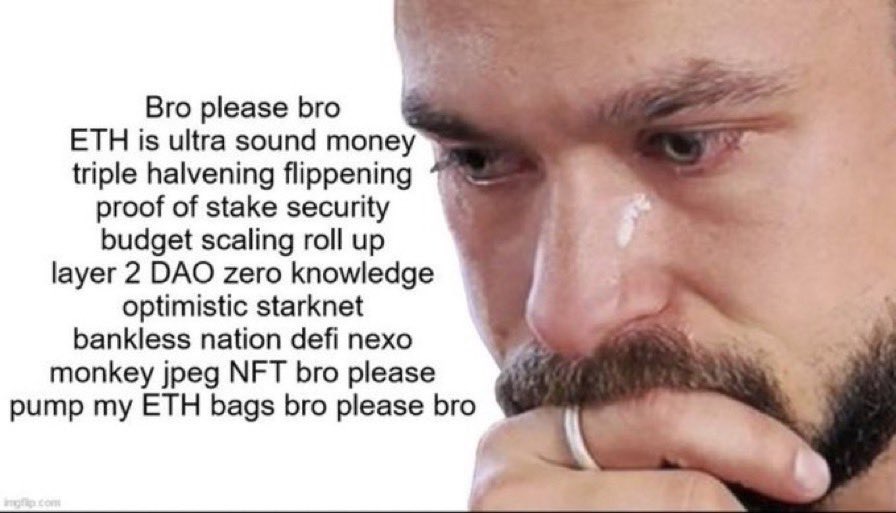 Bro please bro
ETH is ultra sound money
triple halvening flippening
proof of stake security
budget scaling roll up
layer 2 DAO zero knowledge
optimistic starknet
bankless nation defi nexo
monkey jpeg NFT bro please
pump my ETH bags bro please bro
imgflip.com